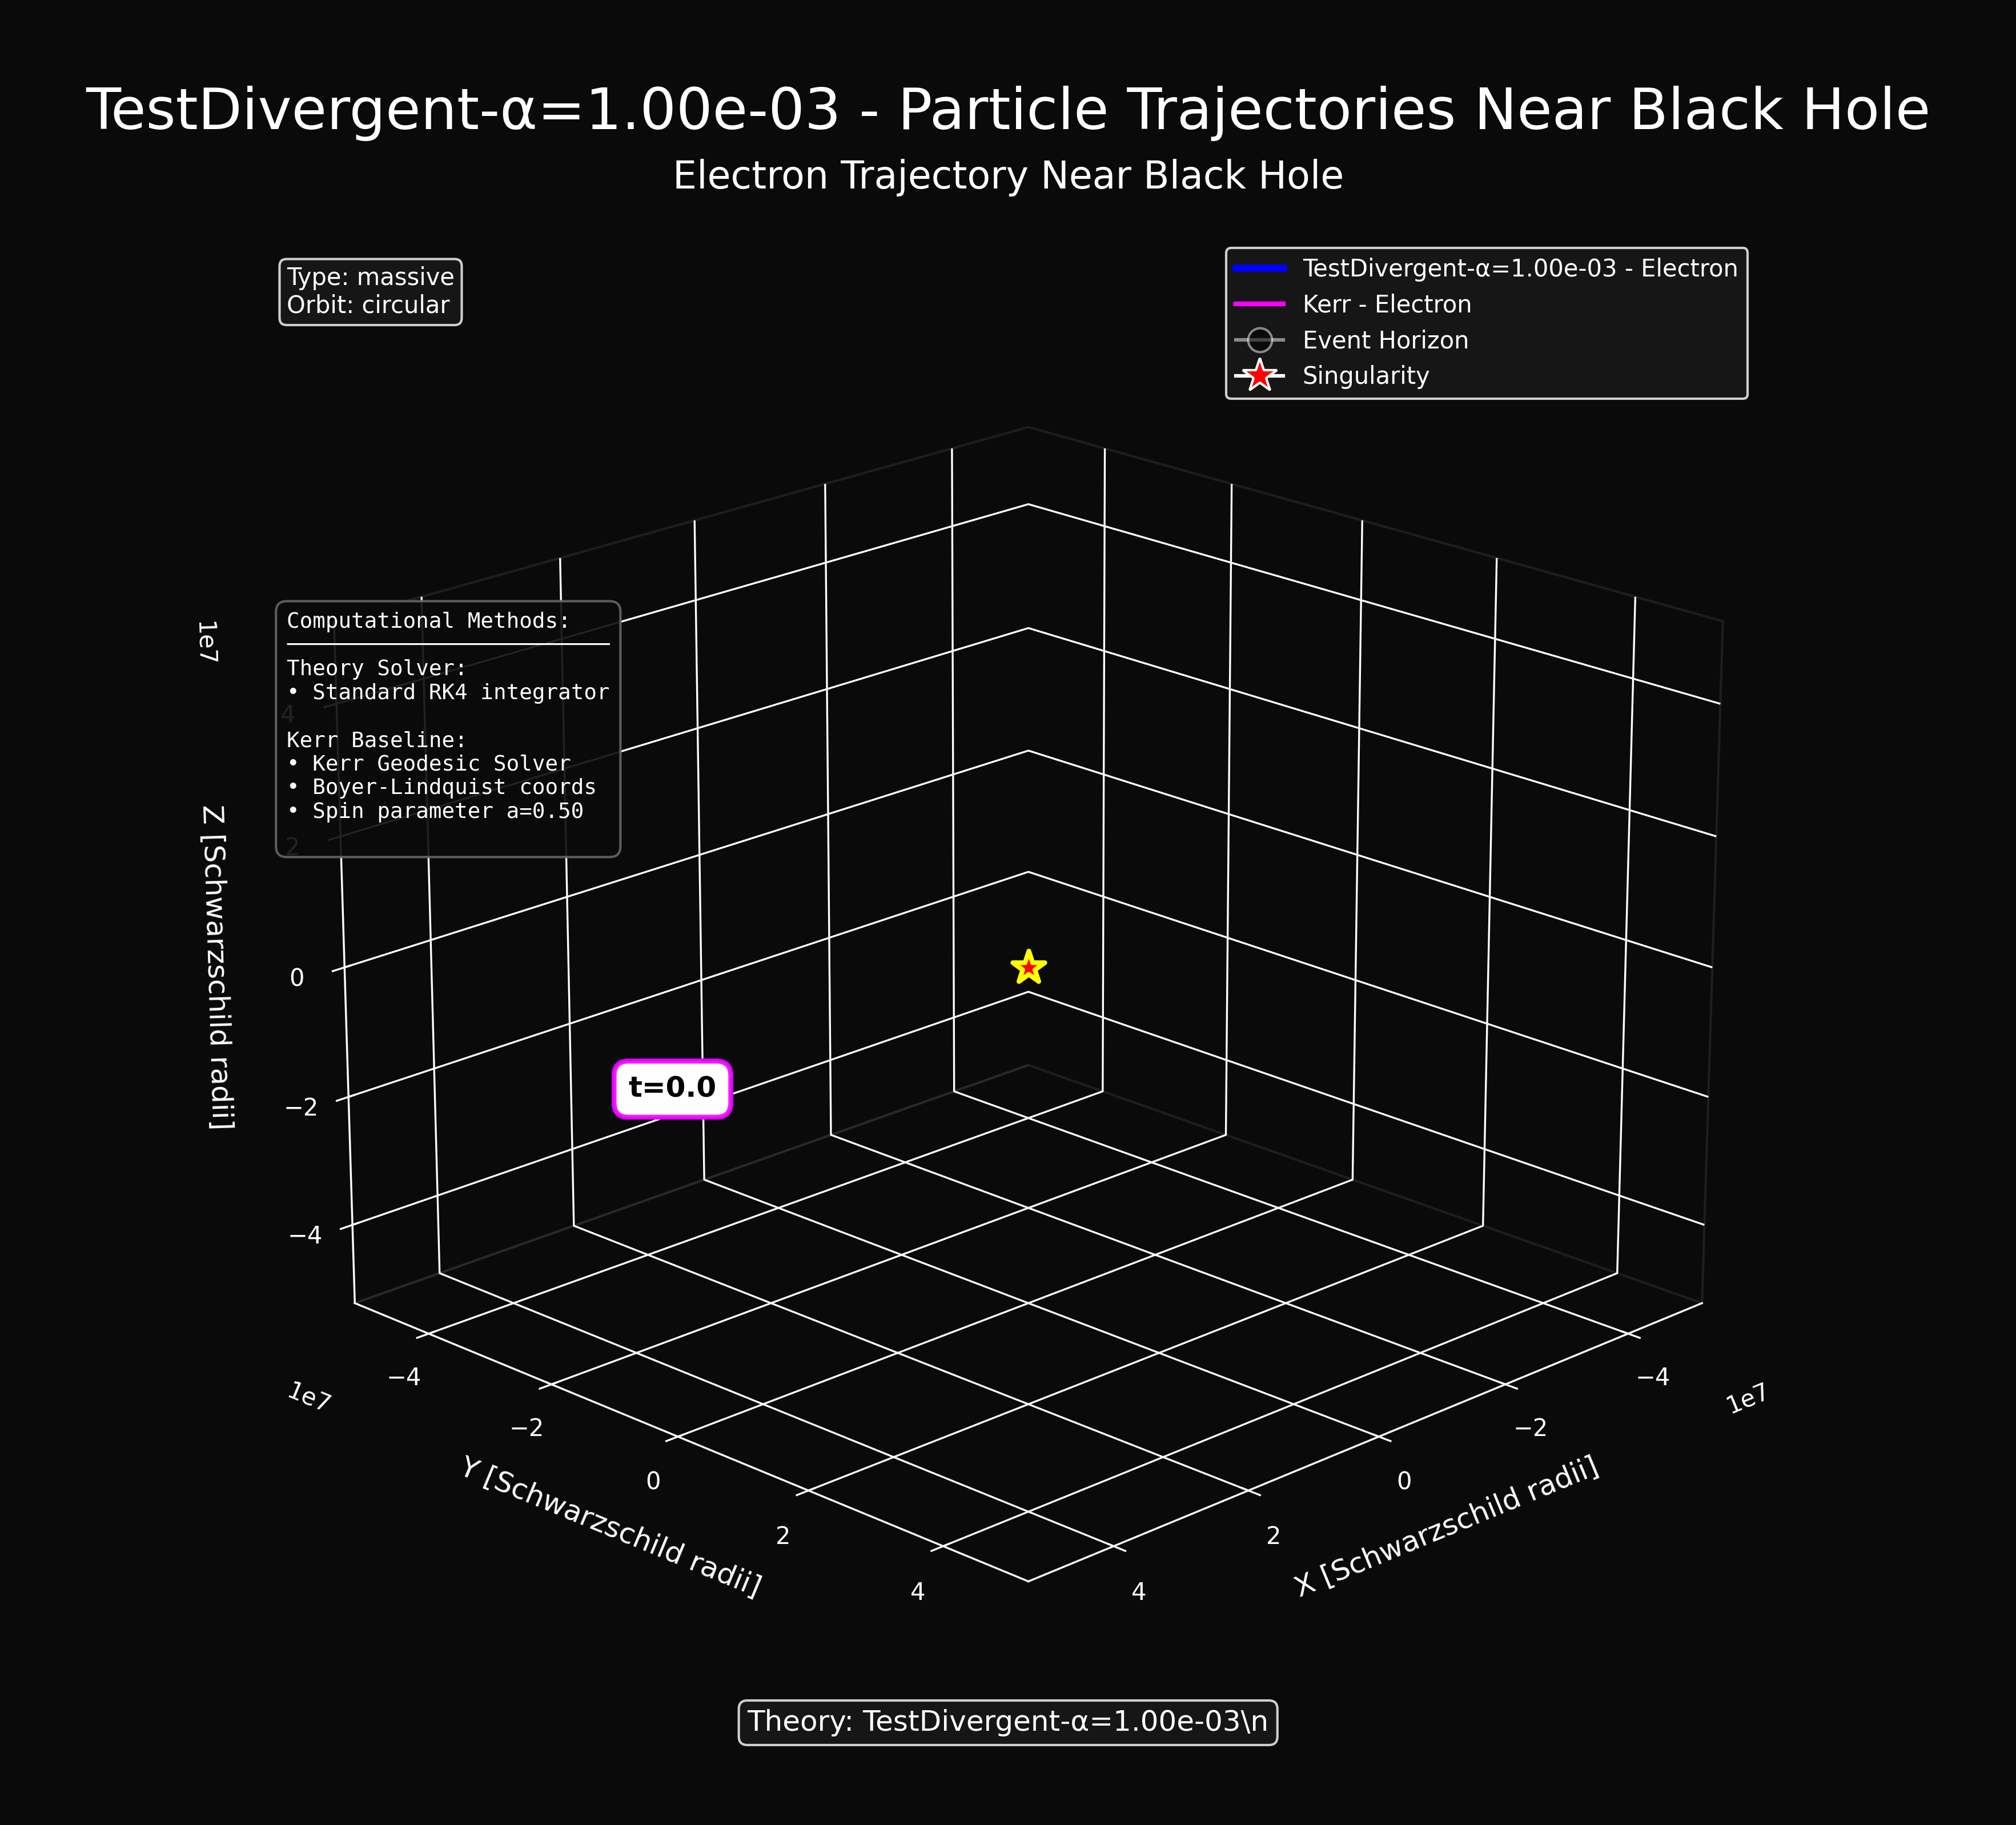 TestDivergent-α=1.00e-03 - Particle Trajectories Near Black Hole
Electron Trajectory Near Black Hole
Type: massive
Orbit: circular
TestDivergent-α=1.00e-03 - Electron
Kerr - Electron
Event Horizon
Singularity
Computational Methods:
Theory Solver:
• Standard RK4 integrator
Kerr Baseline:
• Kerr Geodesic Solver
• Boyer-Lindquist coords
• Spin parameter a=0.50
1e7
4
2
0
−2
−4
Z [Schwarzschild radii]
t=0.0
1e7
−4
−2
0
2
4
Y [Schwarzschild radii]
4
2
0
−2
−4
1e7
X [Schwarzschild radii]
Theory: TestDivergent-α=1.00e-03\n